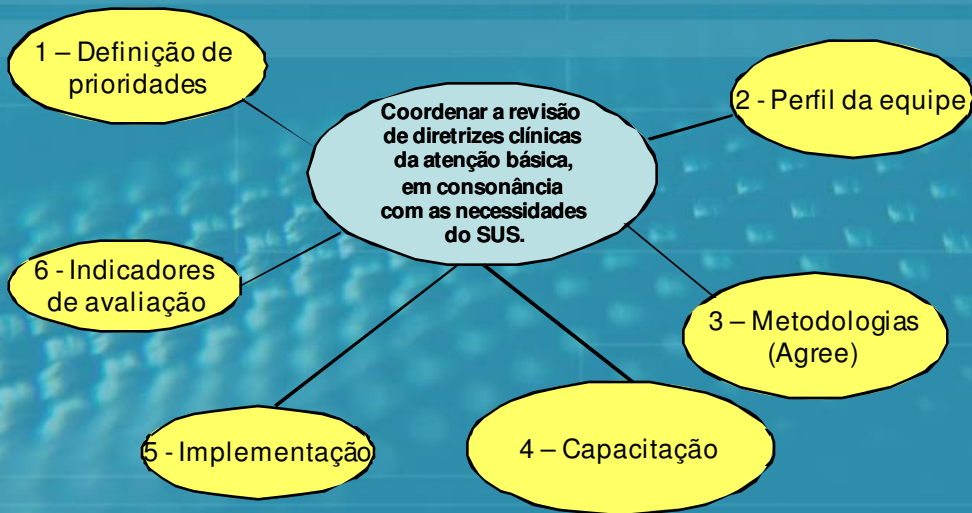 1 – Definição de
prioridades
Coordenar a revisão
de diretrizes clínicas
da atenção básica,
em consonância
com as necessidades
do SUS.
2 - Perfil da equipe
6 - Indicadores
de avaliação
3 – Metodologias
(Agree)
5 - Implementação
4 – Capacitação